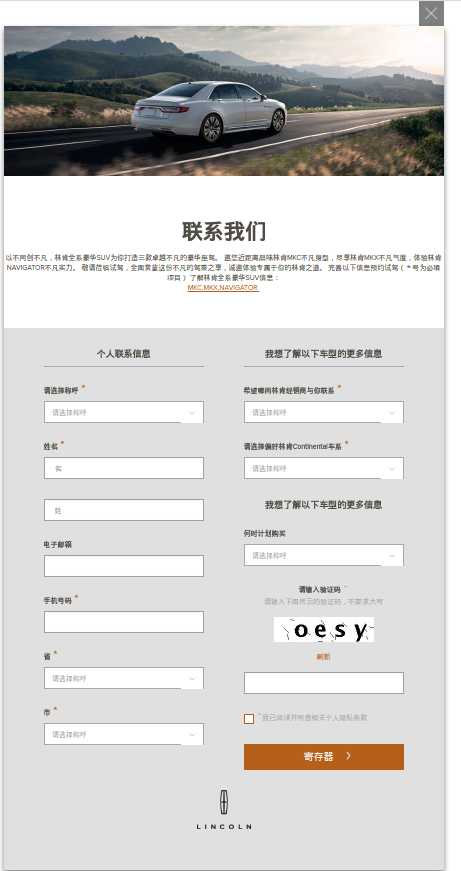 联系我们
以不同创不凡，林肯全系豪华SUV为你打造三款卓越不凡的豪华座驾。 邀您近距离品味林肯MKC不凡身型，尽享林肯MKX不凡气度，体验林肯
NAVIGATOR不凡实力。 敬请莅临试驾，全面赏鉴这份不凡的驾乘之享，诚邀体验专属于你的林肯之道。 完善以下信息预约试驾（ * 号为必填
项目 ）了解林肯豪华SUV信息：
MKC,MKX,NAVIGATOR
个人联系信息
请选择称呼 *
请选择称呼
姓名 *
名
姓
电子邮箱
手机号码 *
省 *
请选择称呼
市 *
请选择称呼
我想了解以下车型的更多信息
希望哪间林肯经销商与你联系 *
请选择称呼
请选择偏好林肯Continental车系 *
请选择称呼
我想了解以下车型的更多信息
何时计划购买
请选择称呼
请输入验证码 *
请输入下图所示的验证码，不要求大写
oesy
刷新
*我已阅读并同意相关个人隐私条款
寄存器
LINCOLN